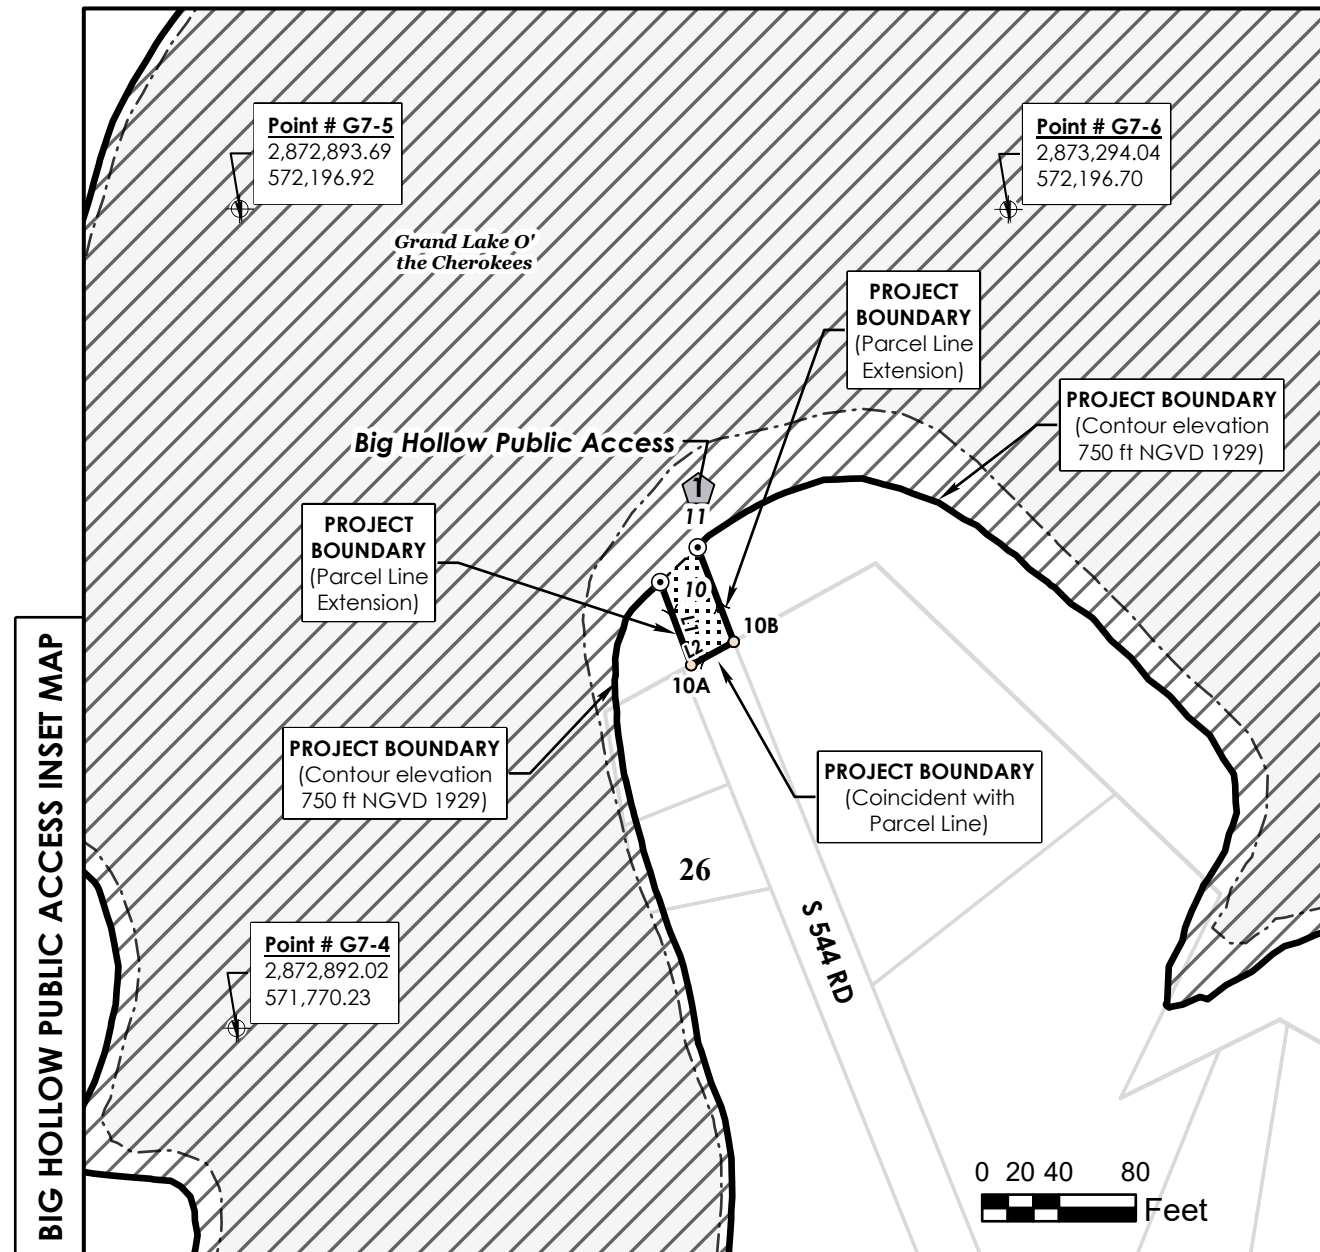 Point # G7-5
2,872,893.69
572,196.92
Point # G7-6
2,873,294.04
572,196.70
Grand Lake O'
the Cherokees
PROJECT
BOUNDARY
(Parcel Line
Extension)
PROJECT BOUNDARY
(Contour elevation
750 ft NGVD 1929)
Big Hollow Public Access
1
11
PROJECT
BOUNDARY
(Parcel Line
Extension)
10
L1
L2
10B
10A
PROJECT BOUNDARY
(Contour elevation
750 ft NGVD 1929)
PROJECT BOUNDARY
(Coincident with
Parcel Line)
26
S 544 RD
Point # G7-4
2,872,892.02
571,770.23
BIG HOLLOW PUBLIC ACCESS INSET MAP
0 20 40 80
Feet